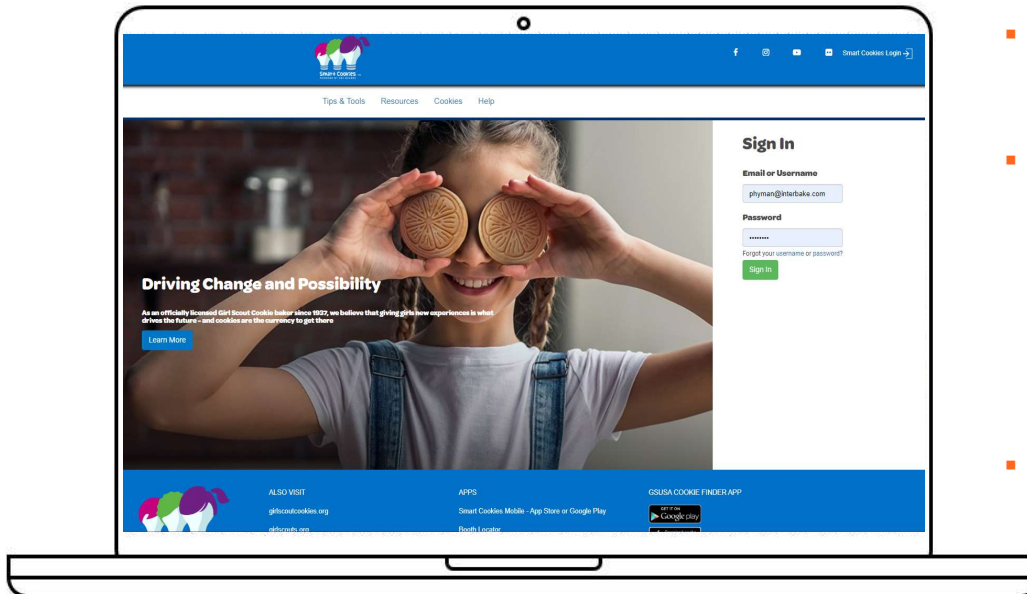 Smart Cookies
Smart Cookies Login
Tips & Tools Resources Cookies Help
Sign In
Email or Username
phyman@interbake.com
Password
Forgot your username or password?
Sign In
Driving Change and Possibility
As an officially licensed Girl Scout Cookie baker since 1937, we believe that giving girls new experiences is what
drives the future - and cookies are the currency to get there
Learn More
ALSO VISIT
girlscoutcookies.org
girlscouts.org
APPS
Smart Cookies Mobile - App Store or Google Play
Booth Locator
GSUSA COOKIE FINDER APP
GET IT ON
Google play